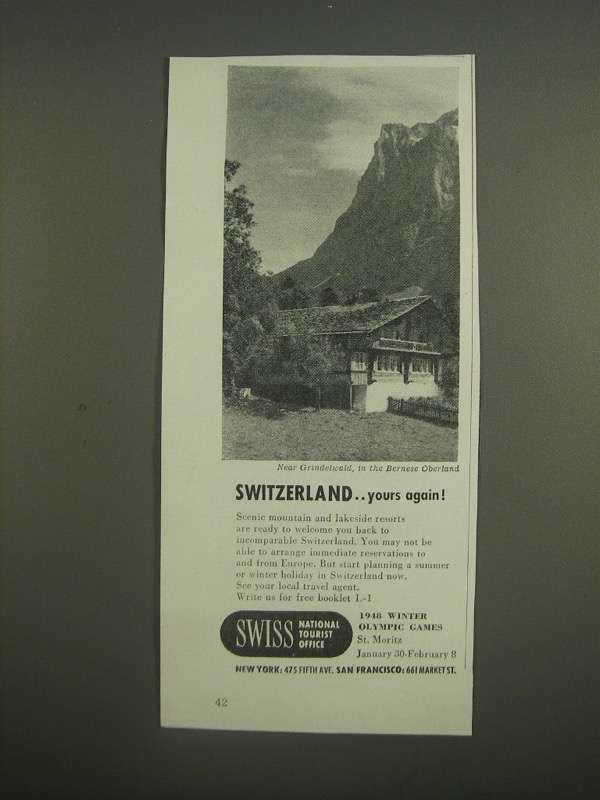 Near Grindelwald, in the Bernese Oberland
SWITZERLAND..yours again!
Scenic mountain and lakeside resorts
are ready to welcome you back to
incomparable Switzerland. You may not be
able to arrange immediate reservations to
and from Europe. But start planning a summer
or winter holiday in Switzerland now.
See your local travel agent.
Write us for free booklet L-1
SWISS NATIONAL TOURIST OFFICE
1948 WINTER
OLYMPIC GAMES
St. Moritz
January 30-February 8
NEW YORK: 475 FIFTH AVE. SAN FRANCISCO: 661 MARKET ST.
42